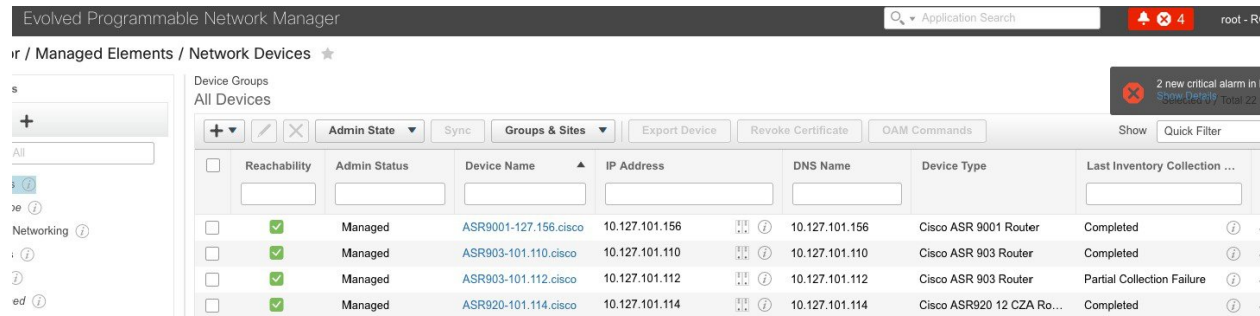 Evolved Programmable Network Manager
Application Search
4
root - R
/ Managed Elements / Network Devices
Device Groups
All Devices
2 new critical alarm in
Show Details
Total 22
Admin State
Sync
Groups & Sites
Export Device
Revoke Certificate
OAM Commands
Show
Quick Filter
All
Networking
Reachability Admin Status Device Name IP Address DNS Name Device Type Last Inventory Collection ...
Managed ASR9001-127.156.cisco 10.127.101.156 10.127.101.156 Cisco ASR 9001 Router Completed
Managed ASR903-101.110.cisco 10.127.101.110 10.127.101.110 Cisco ASR 903 Router Completed
Managed ASR903-101.112.cisco 10.127.101.112 10.127.101.112 Cisco ASR 903 Router Partial Collection Failure
Managed ASR920-101.114.cisco 10.127.101.114 10.127.101.114 Cisco ASR920 12 CZA Ro... Completed